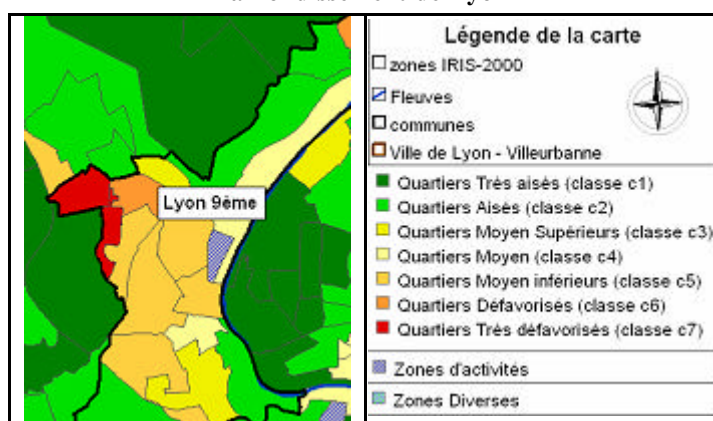 Lyon 9ème
Légende de la carte
zones IRIS-2000
Fleuves
communes
Ville de Lyon - Villeurbanne
Quartiers Très aisés (classe c1)
Quartiers Aisés (classe c2)
Quartiers Moyen Supérieurs (classe c3)
Quartiers Moyen (classe c4)
Quartiers Moyen inférieurs (classe c5)
Quartiers Défavorisés (classe c6)
Quartiers Très défavorisés (classe c7)
Zones d'activités
Zones Diverses